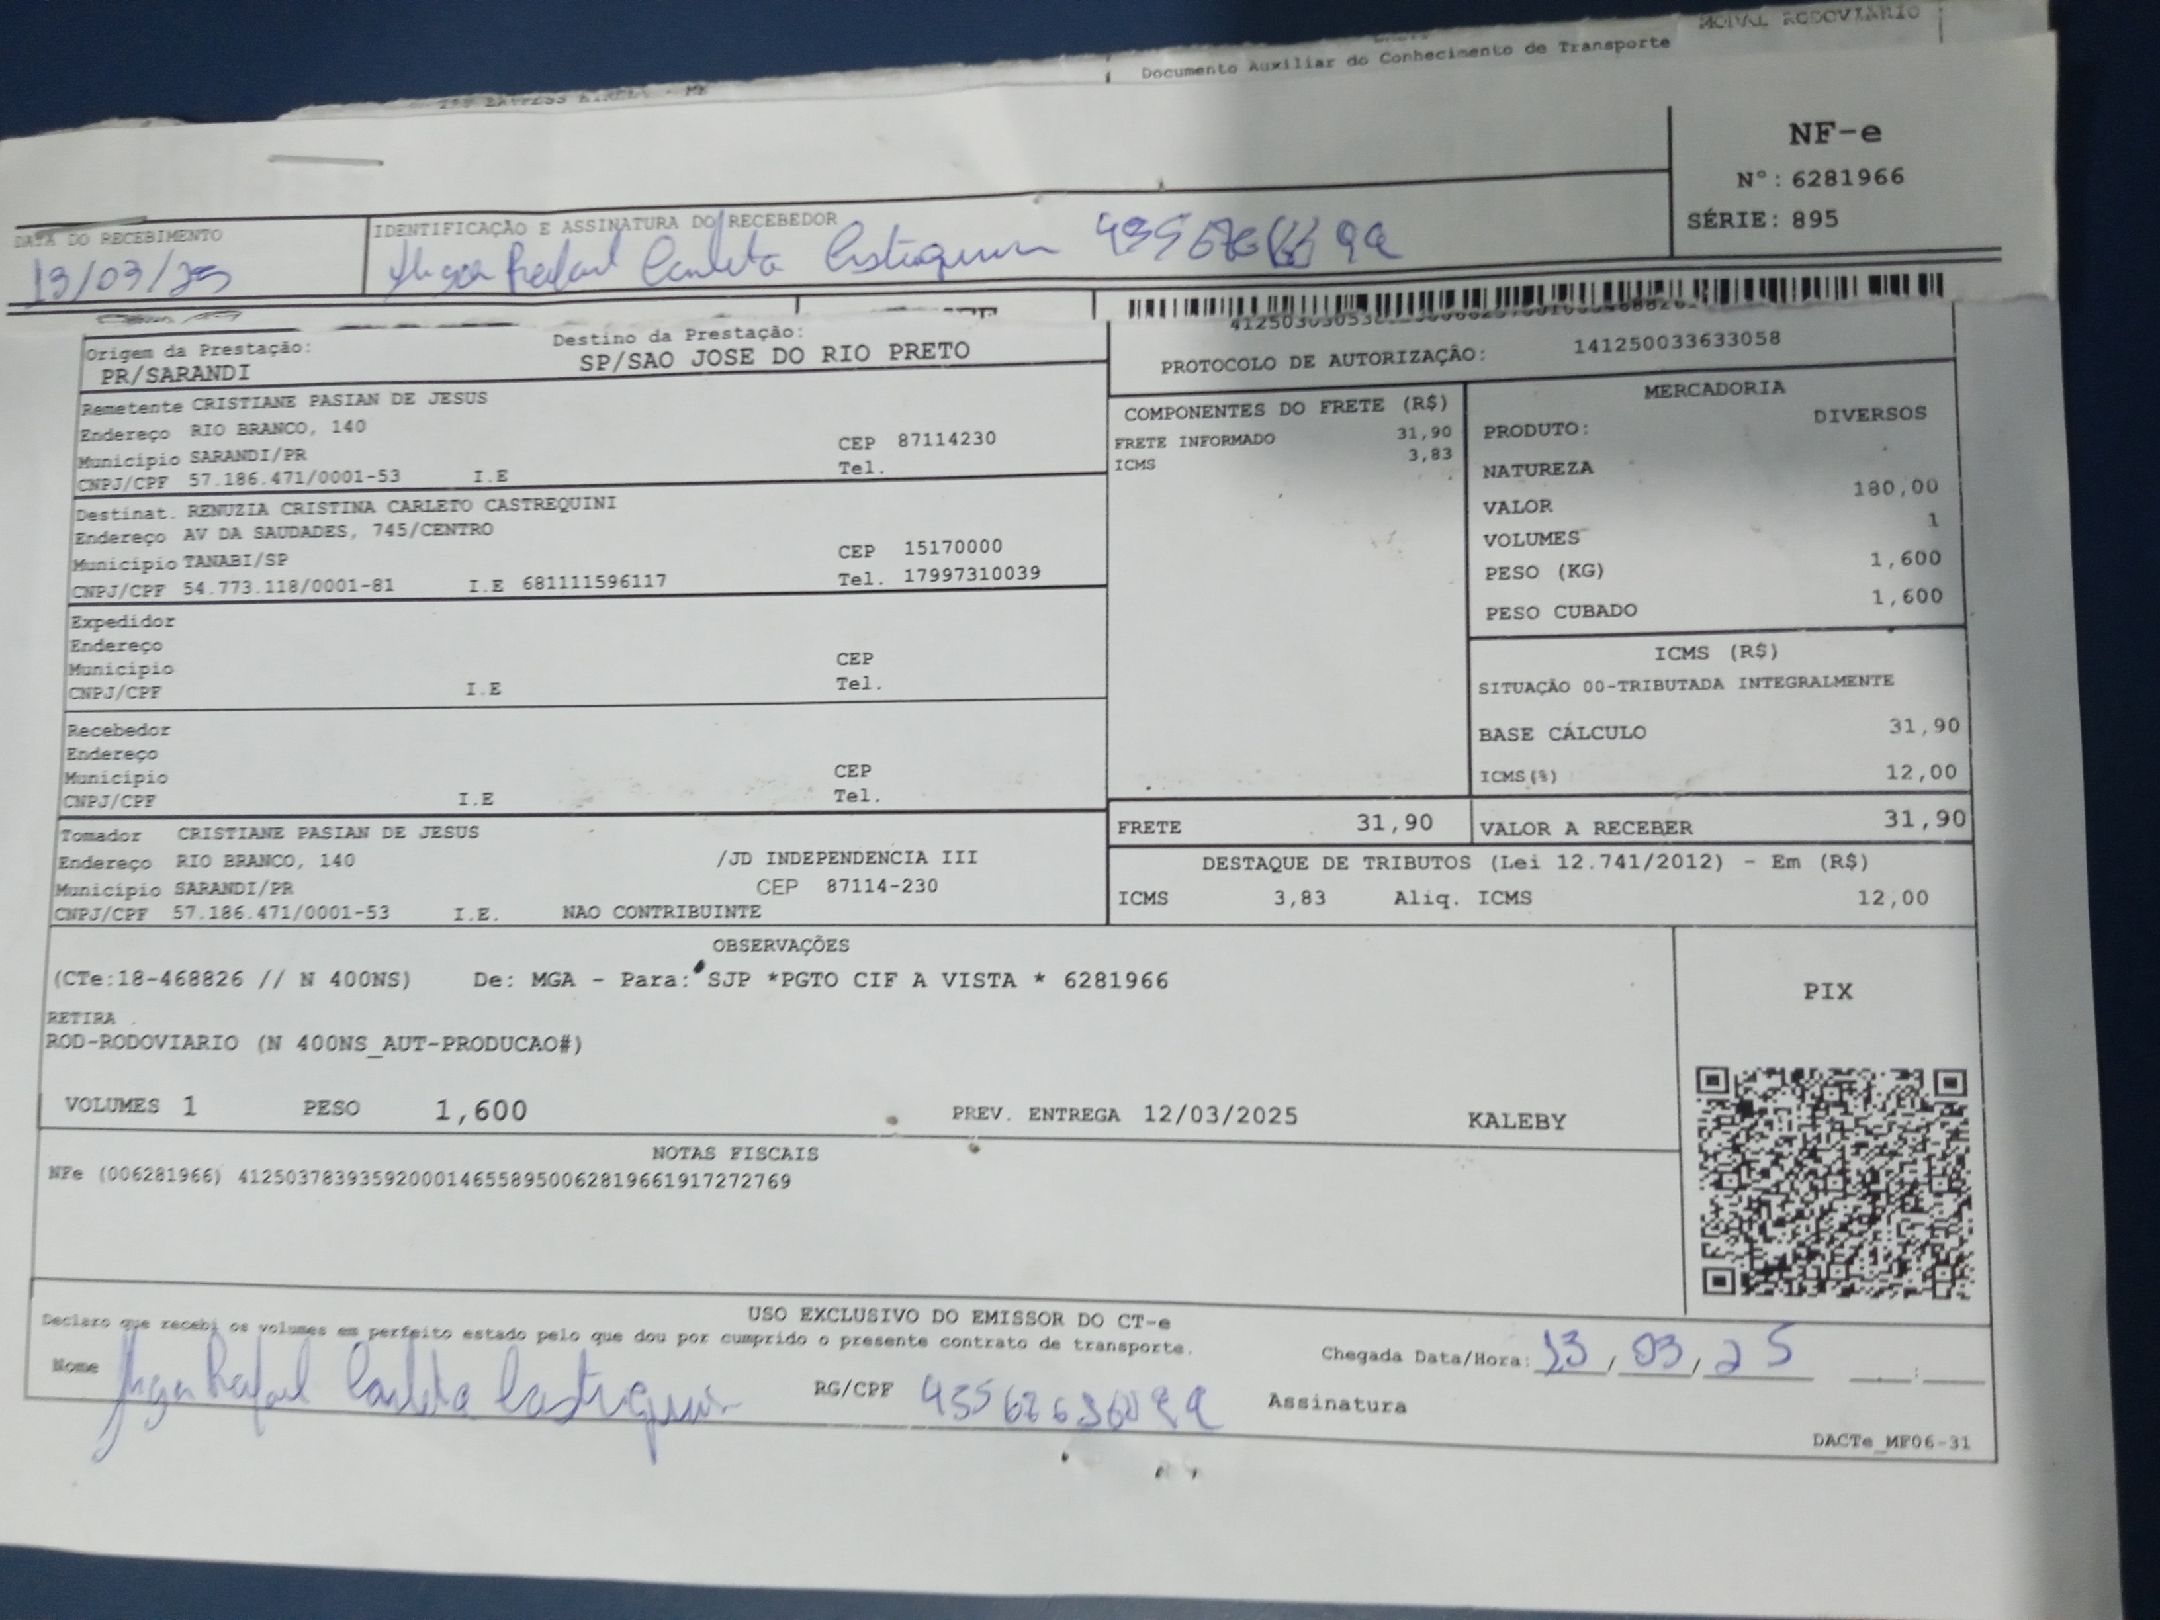 MODAL RODOVIÁRIO
Documento Auxiliar do Conhecimento de Transporte
NF-e
Nº: 6281966
SÉRIE: 895
DATA DO RECEBIMENTO
13/03/25
IDENTIFICAÇÃO E ASSINATURA DO RECEBEDOR
Rafael Carleto Castrequini
Origem da Prestação:
PR/SARANDI
Destino da Prestação:
SP/SAO JOSE DO RIO PRETO
PROTOCOLO DE AUTORIZAÇÃO: 141250033633058
Remetente CRISTIANE PASIAN DE JESUS
Endereço RIO BRANCO, 140
Município SARANDI/PR CEP 87114230
CNPJ/CPF 57.186.471/0001-53 I.E Tel.
Destinat. RENUZIA CRISTINA CARLETO CASTREQUINI
Endereço AV DA SAUDADES, 745/CENTRO
Município TANABI/SP CEP 15170000
CNPJ/CPF 54.773.118/0001-81 I.E 681111596117 Tel. 17997310039
Expedidor
Endereço
Município CEP
CNPJ/CPF I.E Tel.
Recebedor
Endereço
Município CEP
CNPJ/CPF I.E Tel.
Tomador CRISTIANE PASIAN DE JESUS
Endereço RIO BRANCO, 140 /JD INDEPENDENCIA III
Município SARANDI/PR CEP 87114-230
CNPJ/CPF 57.186.471/0001-53 I.E. NAO CONTRIBUINTE
COMPONENTES DO FRETE (R$)
FRETE INFORMADO 31,90
ICMS 3,83
MERCADORIA
PRODUTO: DIVERSOS
NATUREZA
VALOR 180,00
VOLUMES 1
PESO (KG) 1,600
PESO CUBADO 1,600
ICMS (R$)
SITUAÇÃO 00-TRIBUTADA INTEGRALMENTE
BASE CÁLCULO 31,90
ICMS(%) 12,00
FRETE 31,90
VALOR A RECEBER 31,90
DESTAQUE DE TRIBUTOS (Lei 12.741/2012) - Em (R$)
ICMS 3,83 Aliq. ICMS 12,00
OBSERVAÇÕES
(CTe:18-468826 // N 400NS) De: MGA - Para: SJP *PGTO CIF A VISTA * 6281966
RETIRA
ROD-RODOVIARIO (N 400NS_AUT-PRODUCAO#)
PIX
VOLUMES 1 PESO 1,600 PREV. ENTREGA 12/03/2025 KALEBY
NOTAS FISCAIS
NFe (006281966) 41250378393592000146558950062819661917272769
USO EXCLUSIVO DO EMISSOR DO CT-e
Declaro que recebi os volumes em perfeito estado pelo que dou por cumprido o presente contrato de transporte.
Nome Rafael Carleto Castrequini
RG/CPF
Chegada Data/Hora: 13/03/25 :
Assinatura
DACTe_MF06-31